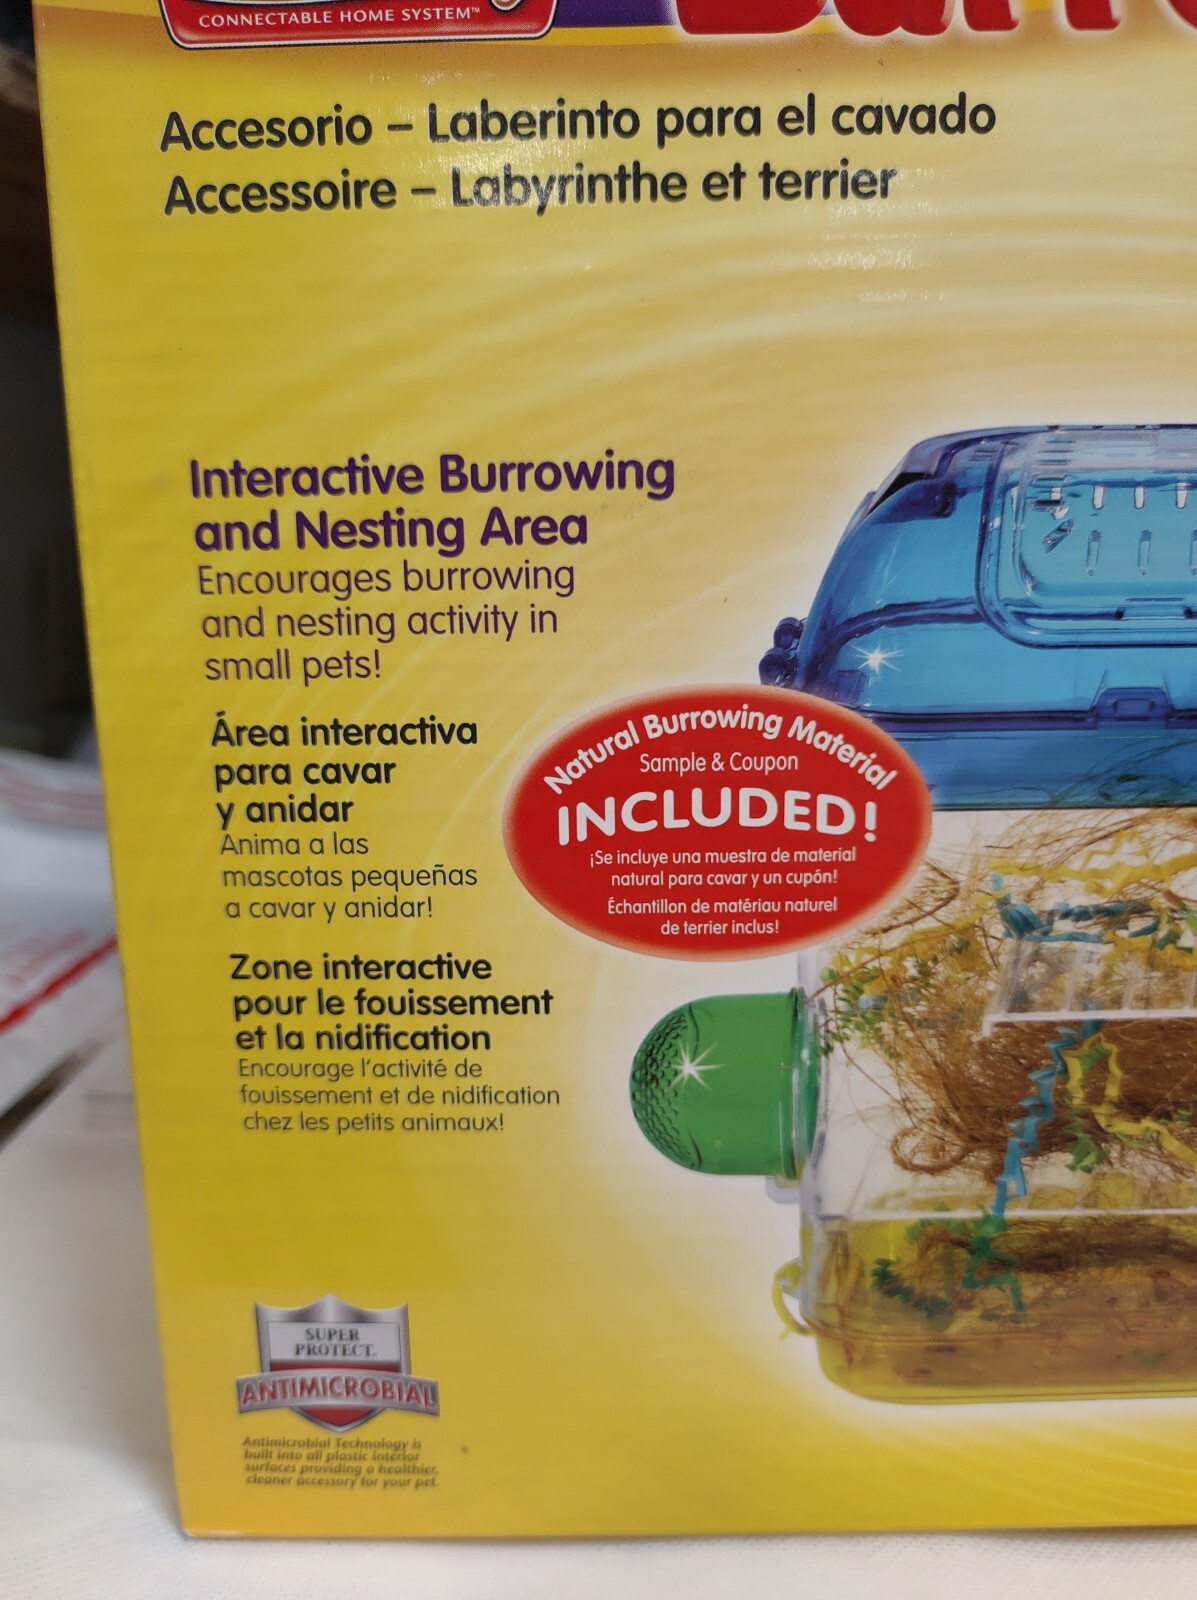 CONNECTABLE HOME SYSTEM™
Accesorio – Laberinto para el cavado
Accessoire – Labyrinthe et terrier
Interactive Burrowing
and Nesting Area
Encourages burrowing
and nesting activity in
small pets!
Área interactiva
para cavar
y anidar
Anima a las
mascotas pequeñas
a cavar y anidar!
Zone interactive
pour le fouissement
et la nidification
Encourage l'activité de
fouissement et de nidification
chez les petits animaux!
Natural Burrowing Material
Sample & Coupon
INCLUDED!
¡Se incluye una muestra de material
natural para cavar y un cupón!
Échantillon de matériau naturel
de terrier inclus!
SUPER
PROTECT.
ANTIMICROBIAL
Antimicrobial Technology is
built into all plastic interior
surfaces providing a healthier,
cleaner accessory for your pet.